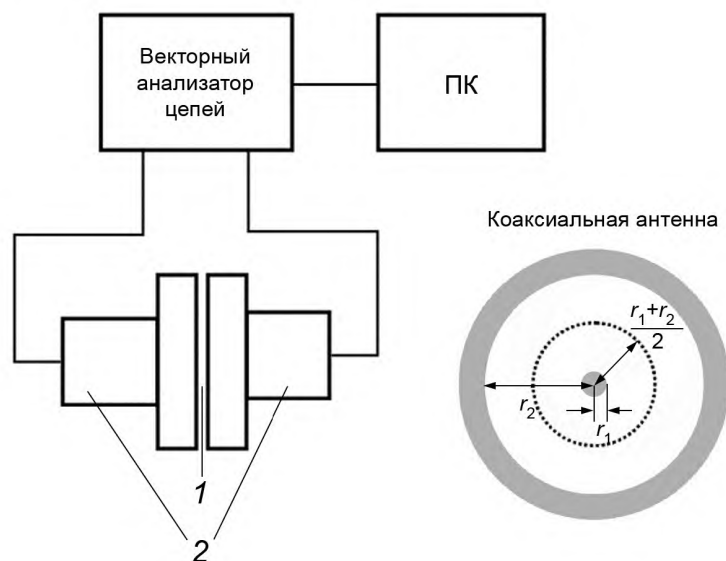 Векторный
анализатор
цепей
ПК
Коаксиальная антенна
r1+r2
2
r2
r1
1
2